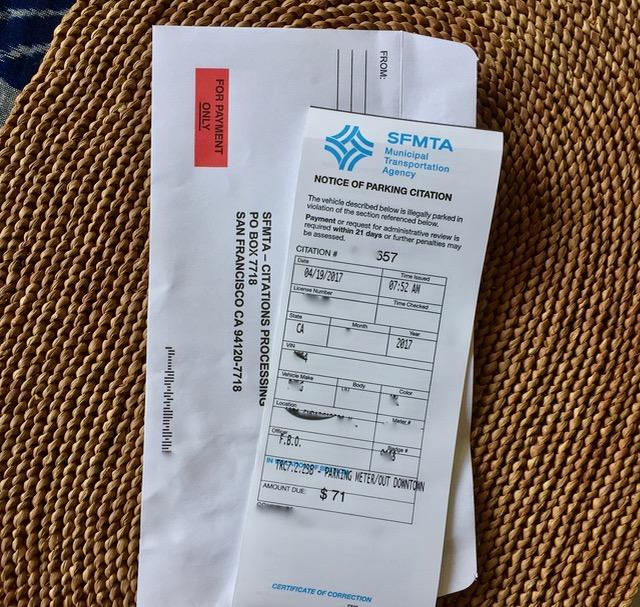 FROM:
FOR PAYMENT
ONLY
SFMTA – CITATIONS PROCESSING
PO BOX 7718
SAN FRANCISCO CA 94120-7718
SFMTA
Municipal
Transportation
Agency
NOTICE OF PARKING CITATION
The vehicle described below is illegally parked in
violation of the section referenced below.
Payment or request for administrative review is
required within 21 days or further penalties may
be assessed.
CITATION # 357
Date Time Issued
04/19/2017 07:52 AM
License Number Time Checked
State Month Year
CA 2017
VIN
Vehicle Make Body Color
Location Meter #
Officer Badge #
F.B.O.
IN VIOLATION OF
TRC7.2.23B - PARKING METER/OUT DOWNTOWN
AMOUNT DUE: $71
CERTIFICATE OF CORRECTION